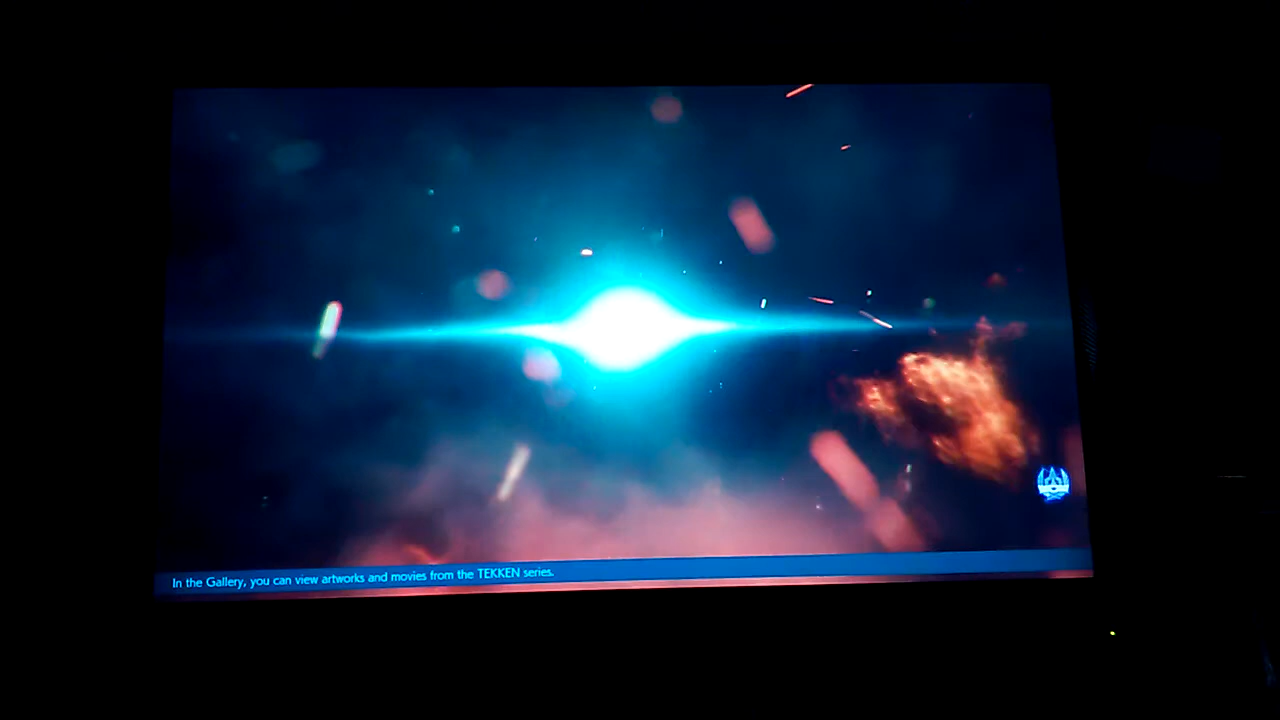 In the Gallery, you can view artworks and movies from the TEKKEN series.